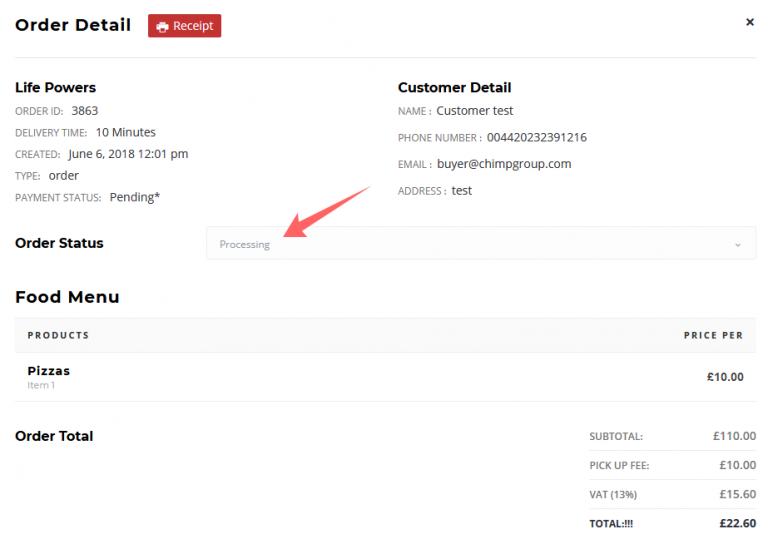 Order Detail Receipt ×
Life Powers
ORDER ID: 3863
DELIVERY TIME: 10 Minutes
CREATED: June 6, 2018 12:01 pm
TYPE: order
PAYMENT STATUS: Pending*
Customer Detail
NAME : Customer test
PHONE NUMBER : 004420232391216
EMAIL : buyer@chimpgroup.com
ADDRESS : test
Order Status Processing
Food Menu
PRODUCTS PRICE PER
Pizzas £10.00
Item 1
Order Total
SUBTOTAL: £110.00
PICK UP FEE: £10.00
VAT (13%) £15.60
TOTAL:!!! £22.60